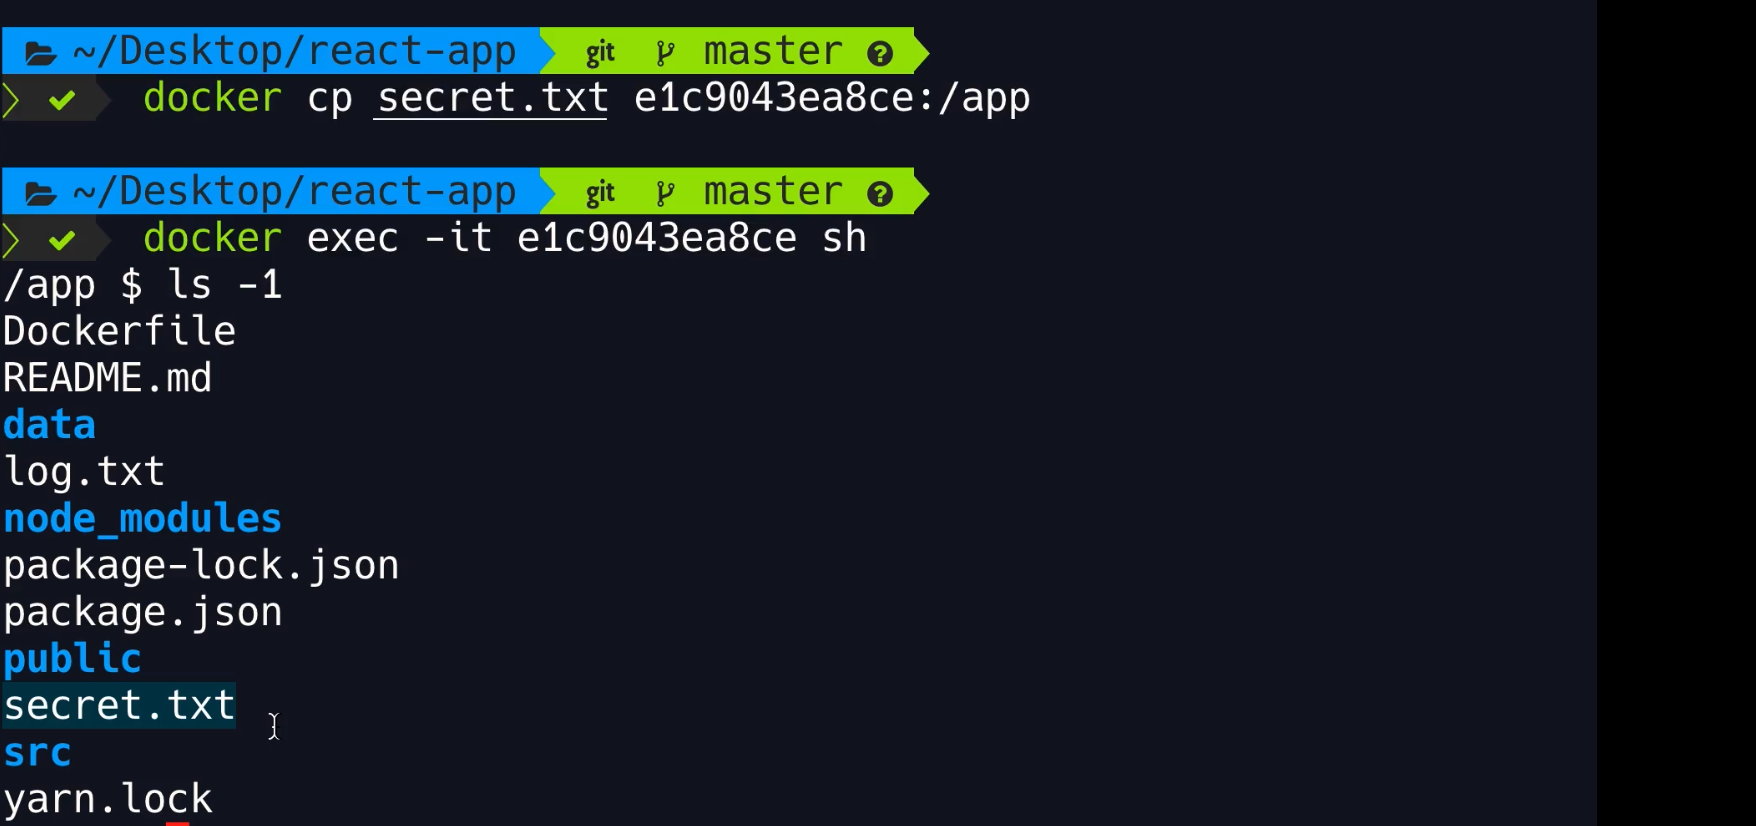 ~/Desktop/react-app git master ?
docker cp secret.txt e1c9043ea8ce:/app
~/Desktop/react-app git master ?
docker exec -it e1c9043ea8ce sh
/app $ ls -1
Dockerfile
README.md
data
log.txt
node_modules
package-lock.json
package.json
public
secret.txt
src
yarn.lock